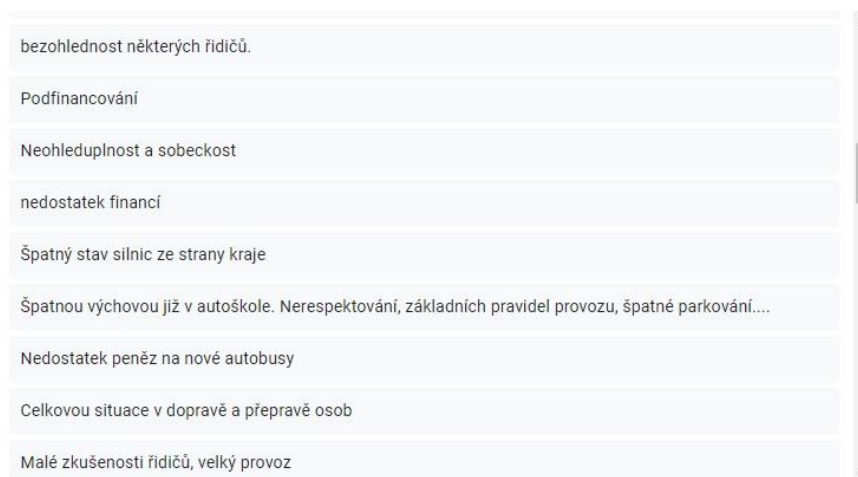 bezohlednost některých řidičů.
Podfinancování
Neohleduplnost a sobeckost
nedostatek financí
Špatný stav silnic ze strany kraje
Špatnou výchovou již v autoškole. Nerespektování, základních pravidel provozu, špatné parkování....
Nedostatek peněz na nové autobusy
Celkovou situace v dopravě a přepravě osob
Malé zkušenosti řidičů, velký provoz